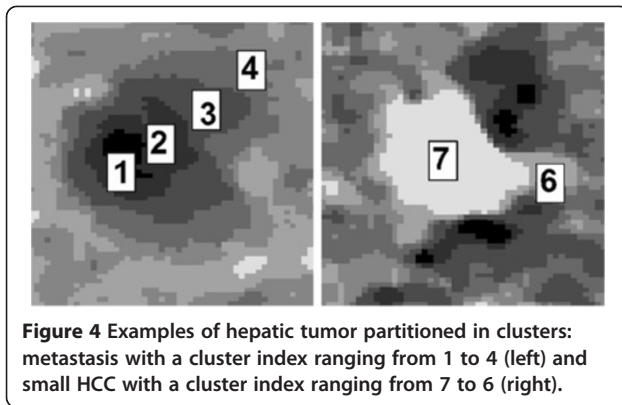 4
3
2
1
7
6
Figure 4 Examples of hepatic tumor partitioned in clusters:
metastasis with a cluster index ranging from 1 to 4 (left) and
small HCC with a cluster index ranging from 7 to 6 (right).